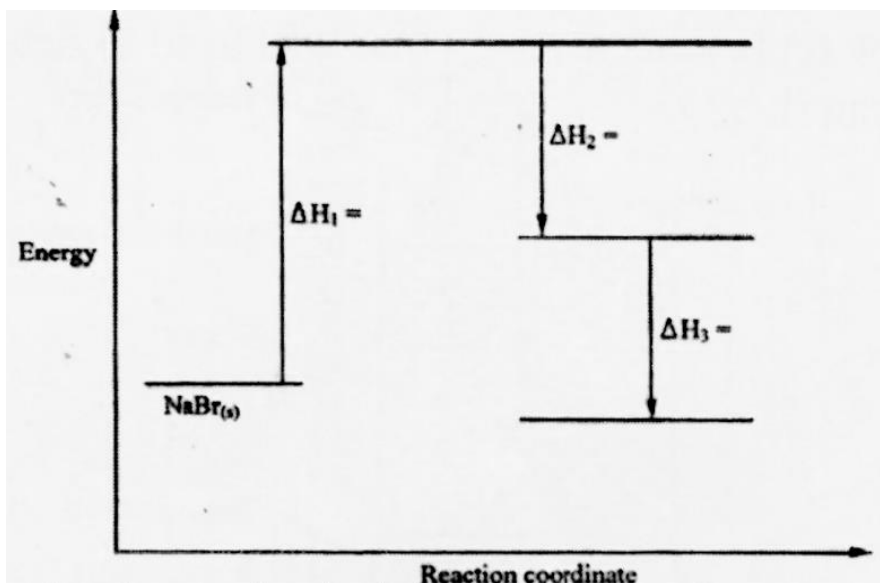 ΔH₂ =
ΔH₁ =
Energy
ΔH₃ =
NaBr₍s₎
Reaction coordinate